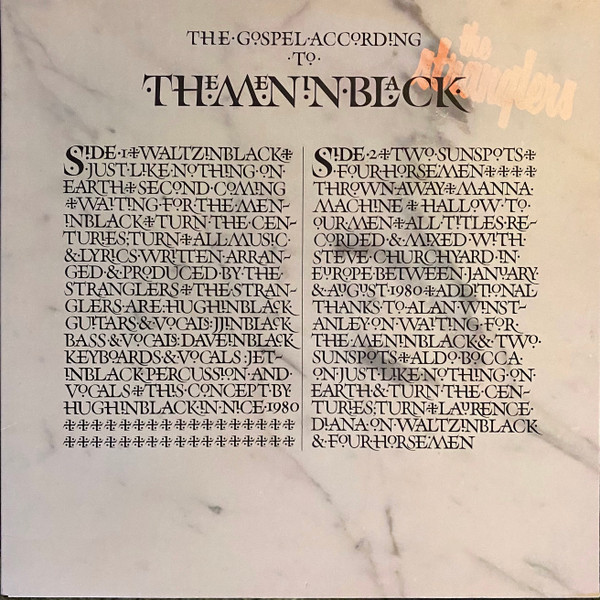 THE·GOSPEL·ACCORDING
·TO·
·THEMENINBLACK·
the
stranglers
SIDE·1⁜WALTZINBLACK⁜
·JUST·LIKE·NOTHING·ON·
EARTH⁜SECOND·COMING
⁜WAITING·FOR·THE·MEN-
INBLACK⁜TURN·THE·CEN-
TURIES;TURN⁜ALL·MUSIC·
&·LYRICS·WRITTEN·ARRAN-
GED·&·PRODUCED·BY·THE·
STRANGLERS⁜THE·STRAN-
GLERS·ARE:HUGHINBLACK
GUITARS&VOCALS:JJINBLACK
BASS&VOCALS:DAVEINBLACK
KEYBOARDS&VOCALS:JET-
INBLACK·PERCUSSION·AND·
VOCALS⁜THIS·CONCEPT·BY·
HUGHINBLACK·IN·NICE·1980
⁜⁜⁜⁜⁜⁜⁜⁜⁜⁜⁜⁜⁜⁜⁜⁜
⁜⁜⁜⁜⁜⁜⁜⁜⁜⁜⁜⁜⁜⁜⁜⁜
SIDE·2⁜TWO·SUNSPOTS⁜
·FOUR·HORSEMEN⁜⁜⁜⁜
THROWN·AWAY⁜MANNA·
MACHINE⁜HALLOW·TO·
OUR·MEN⁜ALL·TITLES·RE-
CORDED·&·MIXED·WITH·
STEVE·CHURCHYARD·IN·
EUROPE·BETWEEN·JANUARY·
&·AUGUST·1980⁜ADDITIONAL
THANKS·TO·ALAN·WINST-
ANLEY·ON·WAITING·FOR·
THE·MENINBLACK&·TWO·
SUNSPOTS⁜ALDO·BOCCA·
ON·JUST·LIKE·NOTHING·ON·
EARTH·&·TURN·THE·CEN-
TURIES;TURN⁜LAURENCE·
DIANA·ON·WALTZINBLACK
&·FOUR·HORSEMEN